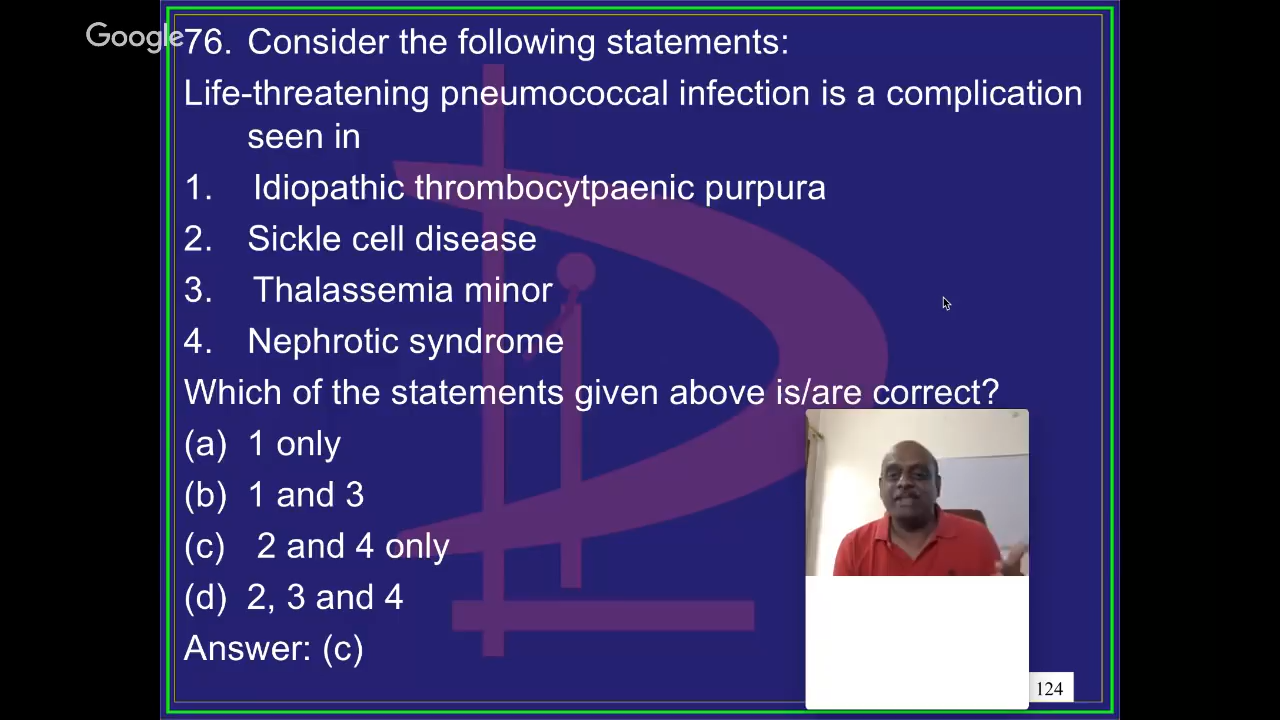 Google
76. Consider the following statements:
Life-threatening pneumococcal infection is a complication
seen in
1. Idiopathic thrombocytpaenic purpura
2. Sickle cell disease
3. Thalassemia minor
4. Nephrotic syndrome
Which of the statements given above is/are correct?
(a) 1 only
(b) 1 and 3
(c) 2 and 4 only
(d) 2, 3 and 4
Answer: (c)
124